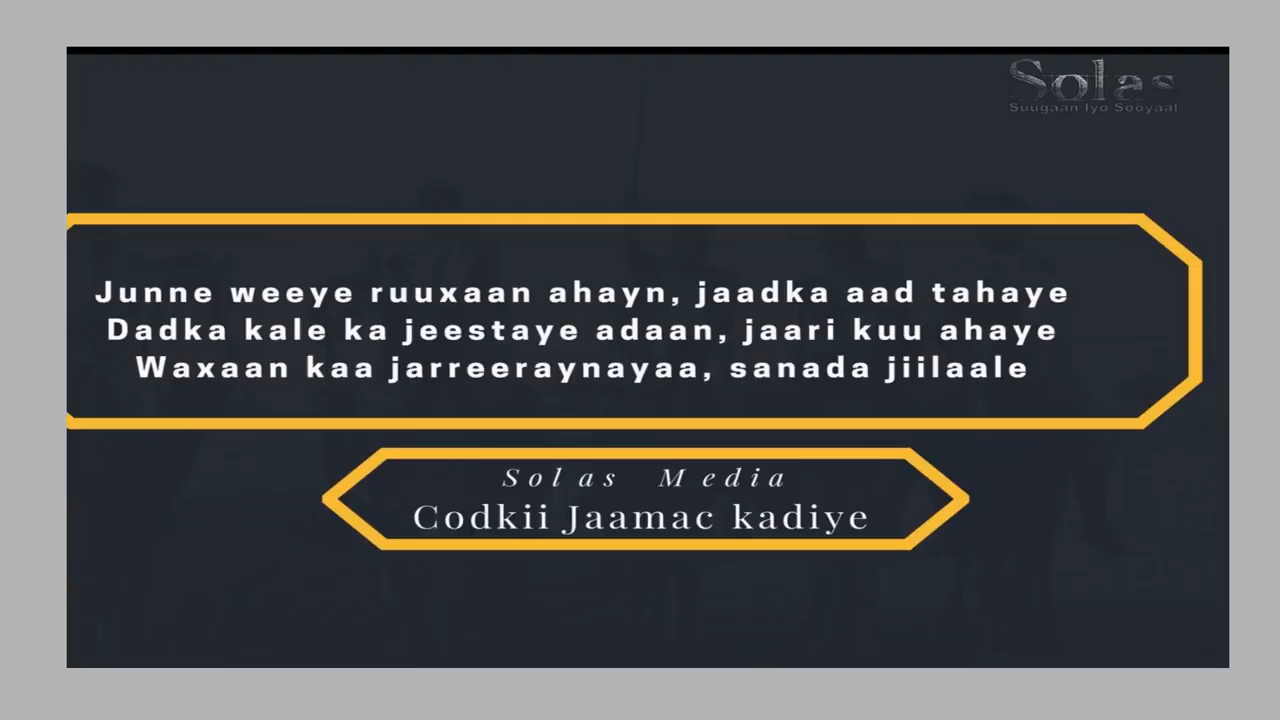 Solas
Suugaan Iyo Sooyaal
Junne weeye ruuxaan ahayn, jaadka aad tahaye
Dadka kale ka jeestaye adaan, jaari kuu ahaye
Waxaan kaa jarreeraynayaa, sanada jiilaale
Solas Media
Codkii Jaamac kadiye